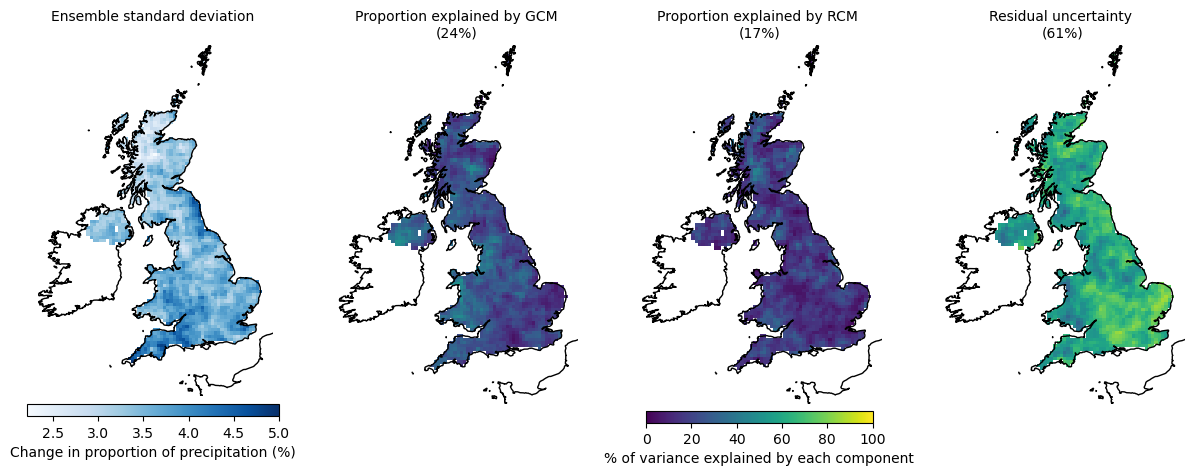 Ensemble standard deviation
Proportion explained by GCM
(24%)
Proportion explained by RCM
(17%)
Residual uncertainty
(61%)
2.5 3.0 3.5 4.0 4.5 5.0
Change in proportion of precipitation (%)
0 20 40 60 80 100
% of variance explained by each component